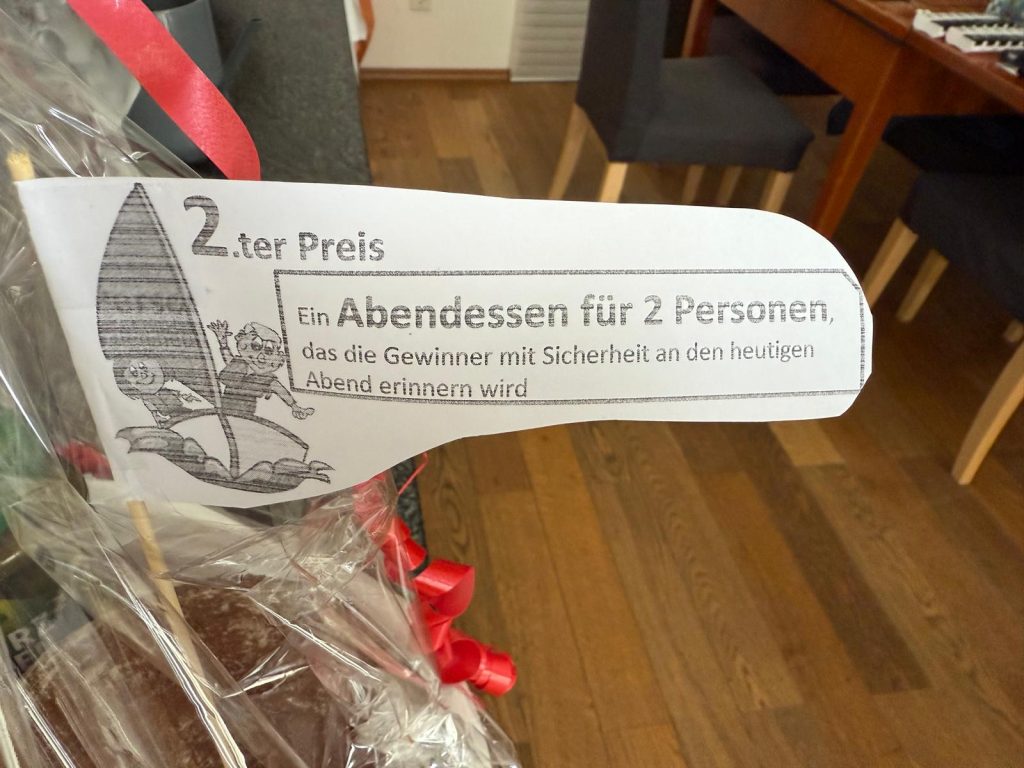 2.ter Preis
Ein Abendessen für 2 Personen,
das die Gewinner mit Sicherheit an den heutigen
Abend erinnern wird